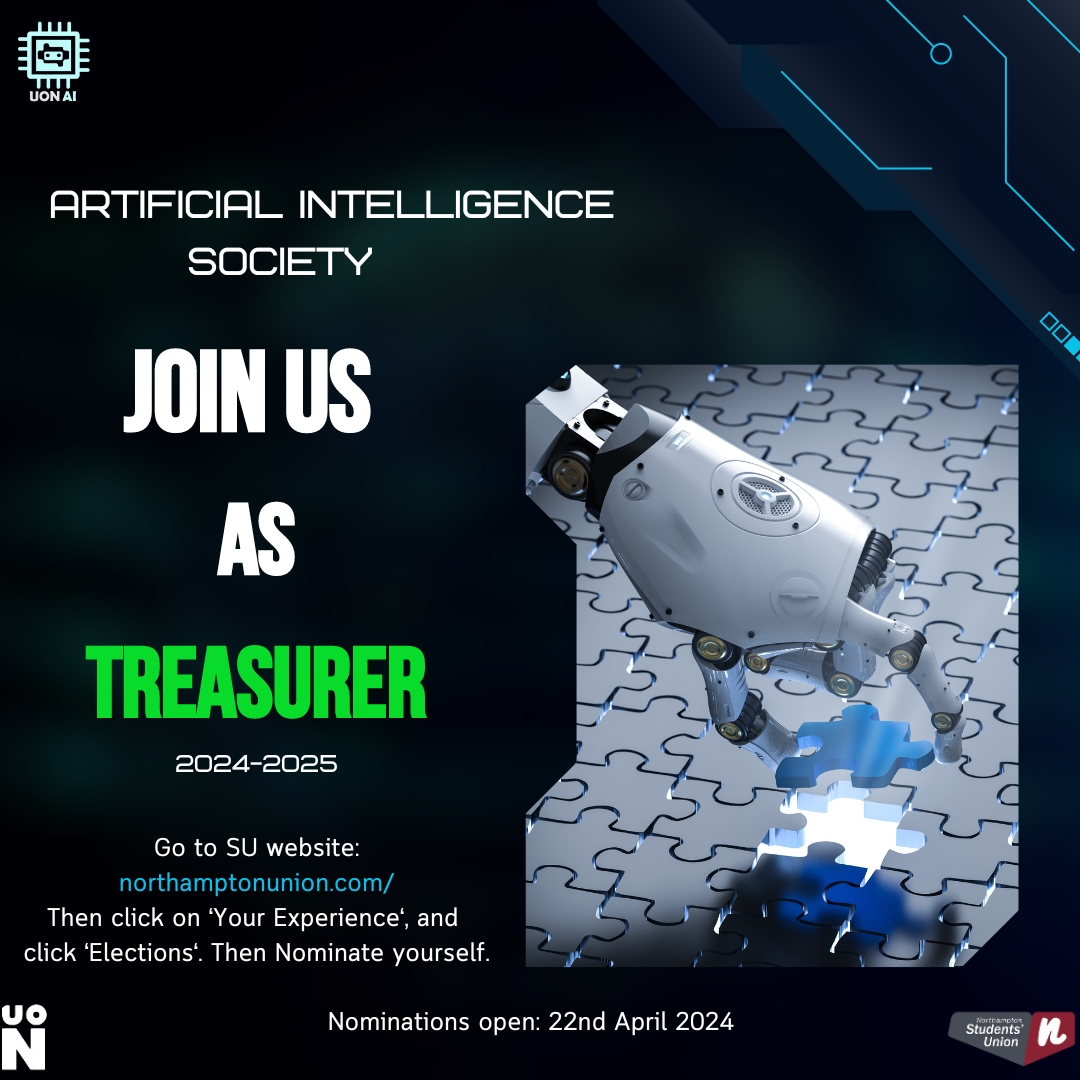 UON AI
ARTIFICIAL INTELLIGENCE
SOCIETY
JOIN US
AS
TREASURER
2024-2025
Go to SU website:
northamptonunion.com/
Then click on ‘Your Experience‘, and
click ‘Elections‘. Then Nominate yourself.
Nominations open: 22nd April 2024
UO
N
Northampton
Students'
Union
n